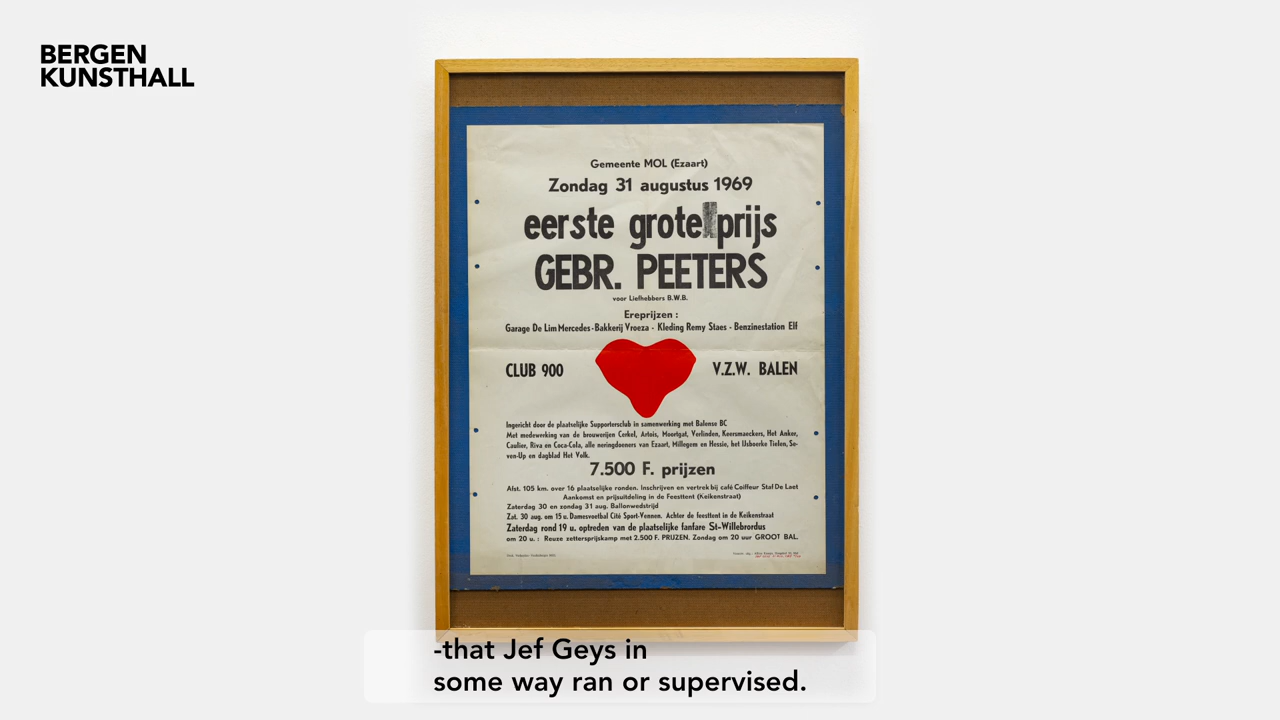 BERGEN
KUNSTHALL
Gemeente MOL (Ezaart)
Zondag 31 augustus 1969
eerste grote prijs
GEBR. PEETERS
voor Liefhebbers B.W.B.
Ereprijzen :
Garage De Lim Mercedes - Bakkerij Vroeza - Kleding Remy Staes - Benzinestation Elf
CLUB 900
V.Z.W. BALEN
Ingericht door de plaatselijke Supportersclub in samenwerking met Balense BC
Met medewerking van de brouwerijen Cerkel, Artois, Moortgat, Verlinden, Keersmaeckers, Het Anker,
Caulier, Riva en Coca-Cola, alle neringdoeners van Ezaart, Millegem en Hessie, het IJsboerke Tielen, Se-
ven-Up en dagblad Het Volk.
7.500 F. prijzen
Afst. 105 km. over 16 plaatselijke ronden. Inschrijven en vertrek bij café Coiffeur Staf De Laet
Aankomst en prijsuitdeling in de Feesttent (Keikenstraat)
Zaterdag 30 en zondag 31 aug. Ballonwedstrijd
Zat. 30 aug. om 15 u. Damesvoetbal Cité Sport-Vennen. Achter de feesttent in de Keikenstraat
Zaterdag rond 19 u. optreden van de plaatselijke fanfare St-Willebrordus
om 20 u. : Reuze zettersprijskamp met 2.500 F. PRIJZEN. Zondag om 20 uur GROOT BAL.
-that Jef Geys in
some way ran or supervised.